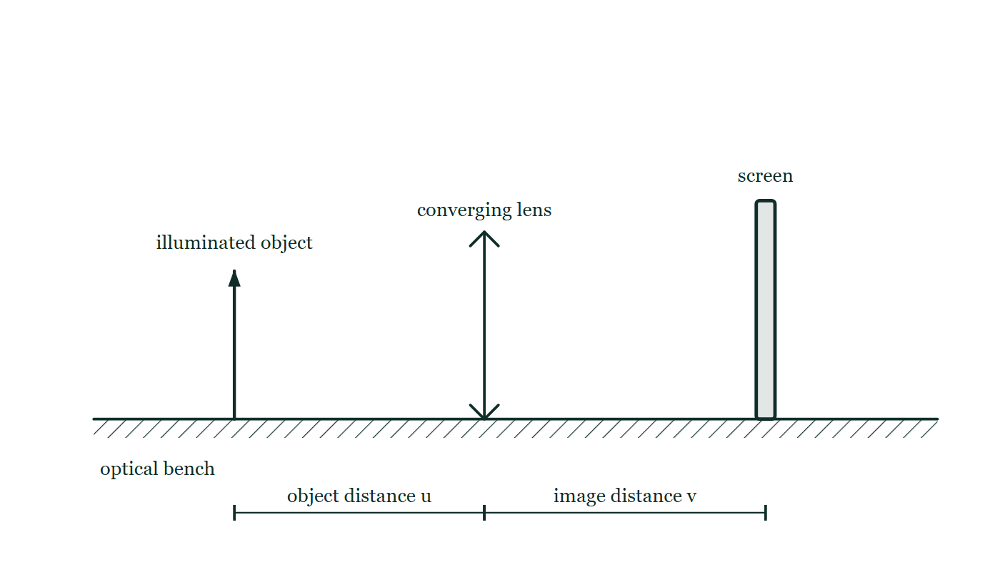 screen
converging lens
illuminated object
optical bench
object distance u
image distance v